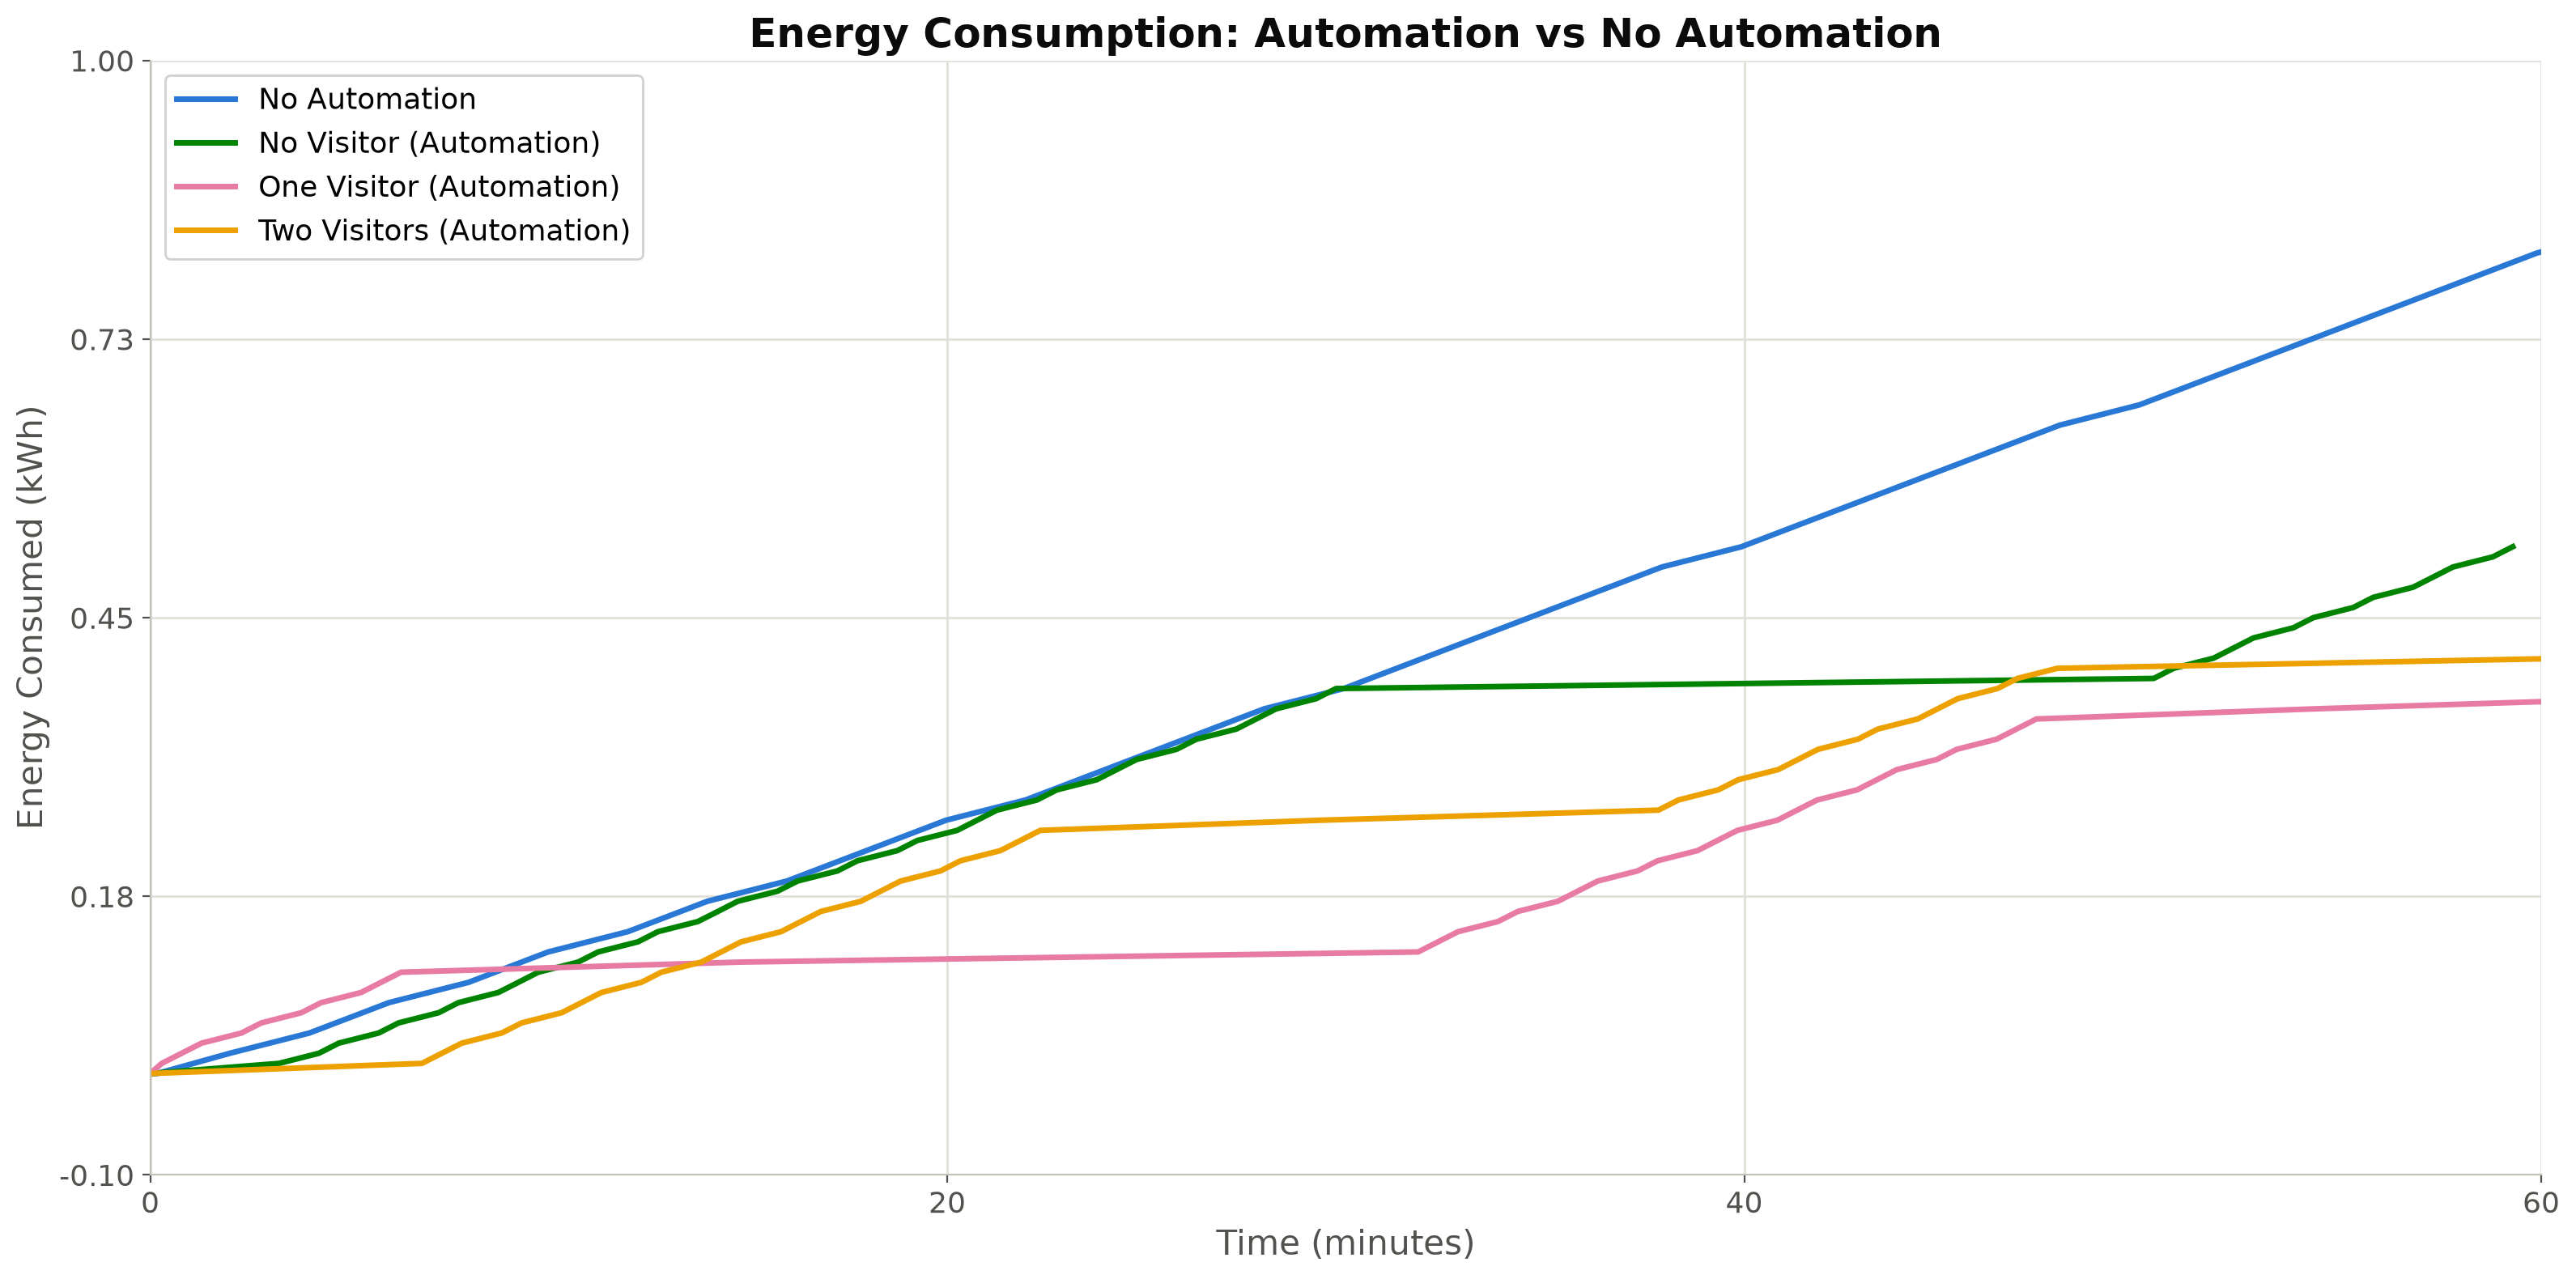 Energy Consumption: Automation vs No Automation
1.00
0.73
0.45
0.18
-0.10
Energy Consumed (kWh)
No Automation
No Visitor (Automation)
One Visitor (Automation)
Two Visitors (Automation)
0 20 40 60
Time (minutes)